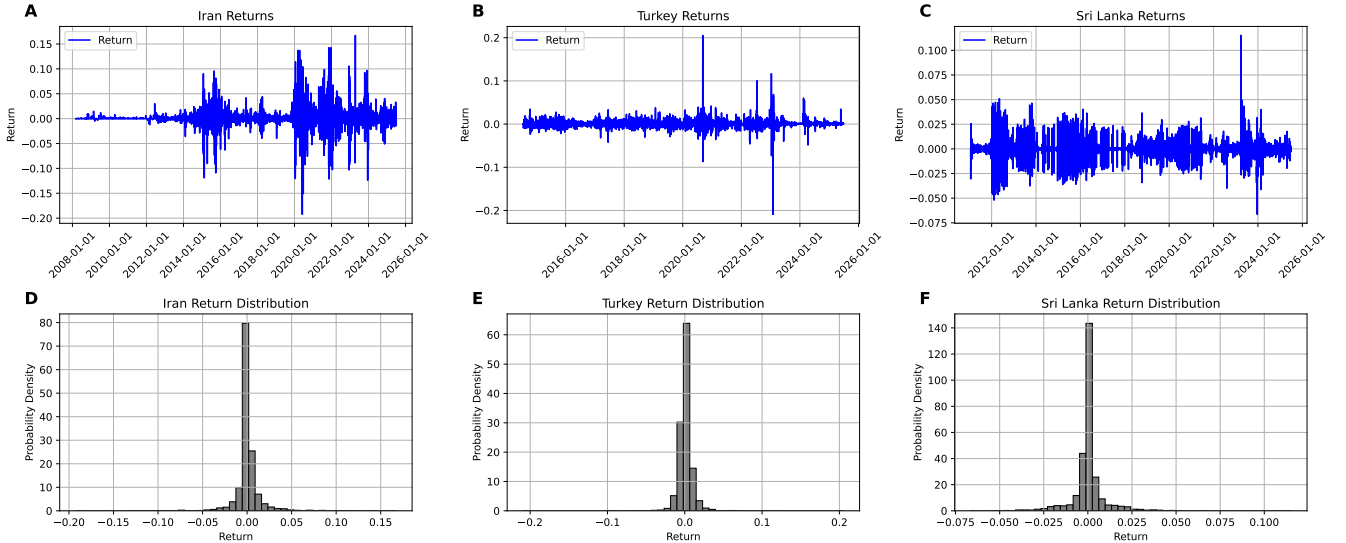 A
Iran Returns
Return
0.15
0.10
0.05
0.00
−0.05
−0.10
−0.15
−0.20
Return
2008-01-01
2010-01-01
2012-01-01
2014-01-01
2016-01-01
2018-01-01
2020-01-01
2022-01-01
2024-01-01
2026-01-01
B
Turkey Returns
Return
0.2
0.1
0.0
−0.1
−0.2
Return
2016-01-01
2018-01-01
2020-01-01
2022-01-01
2024-01-01
2026-01-01
C
Sri Lanka Returns
Return
0.100
0.075
0.050
0.025
0.000
−0.025
−0.050
−0.075
Return
2012-01-01
2014-01-01
2016-01-01
2018-01-01
2020-01-01
2022-01-01
2024-01-01
2026-01-01
D
Iran Return Distribution
80
70
60
50
40
30
20
10
0
Probability Density
−0.20 −0.15 −0.10 −0.05 0.00 0.05 0.10 0.15
Return
E
Turkey Return Distribution
60
50
40
30
20
10
0
Probability Density
−0.2 −0.1 0.0 0.1 0.2
Return
F
Sri Lanka Return Distribution
140
120
100
80
60
40
20
0
Probability Density
−0.075 −0.050 −0.025 0.000 0.025 0.050 0.075 0.100
Return